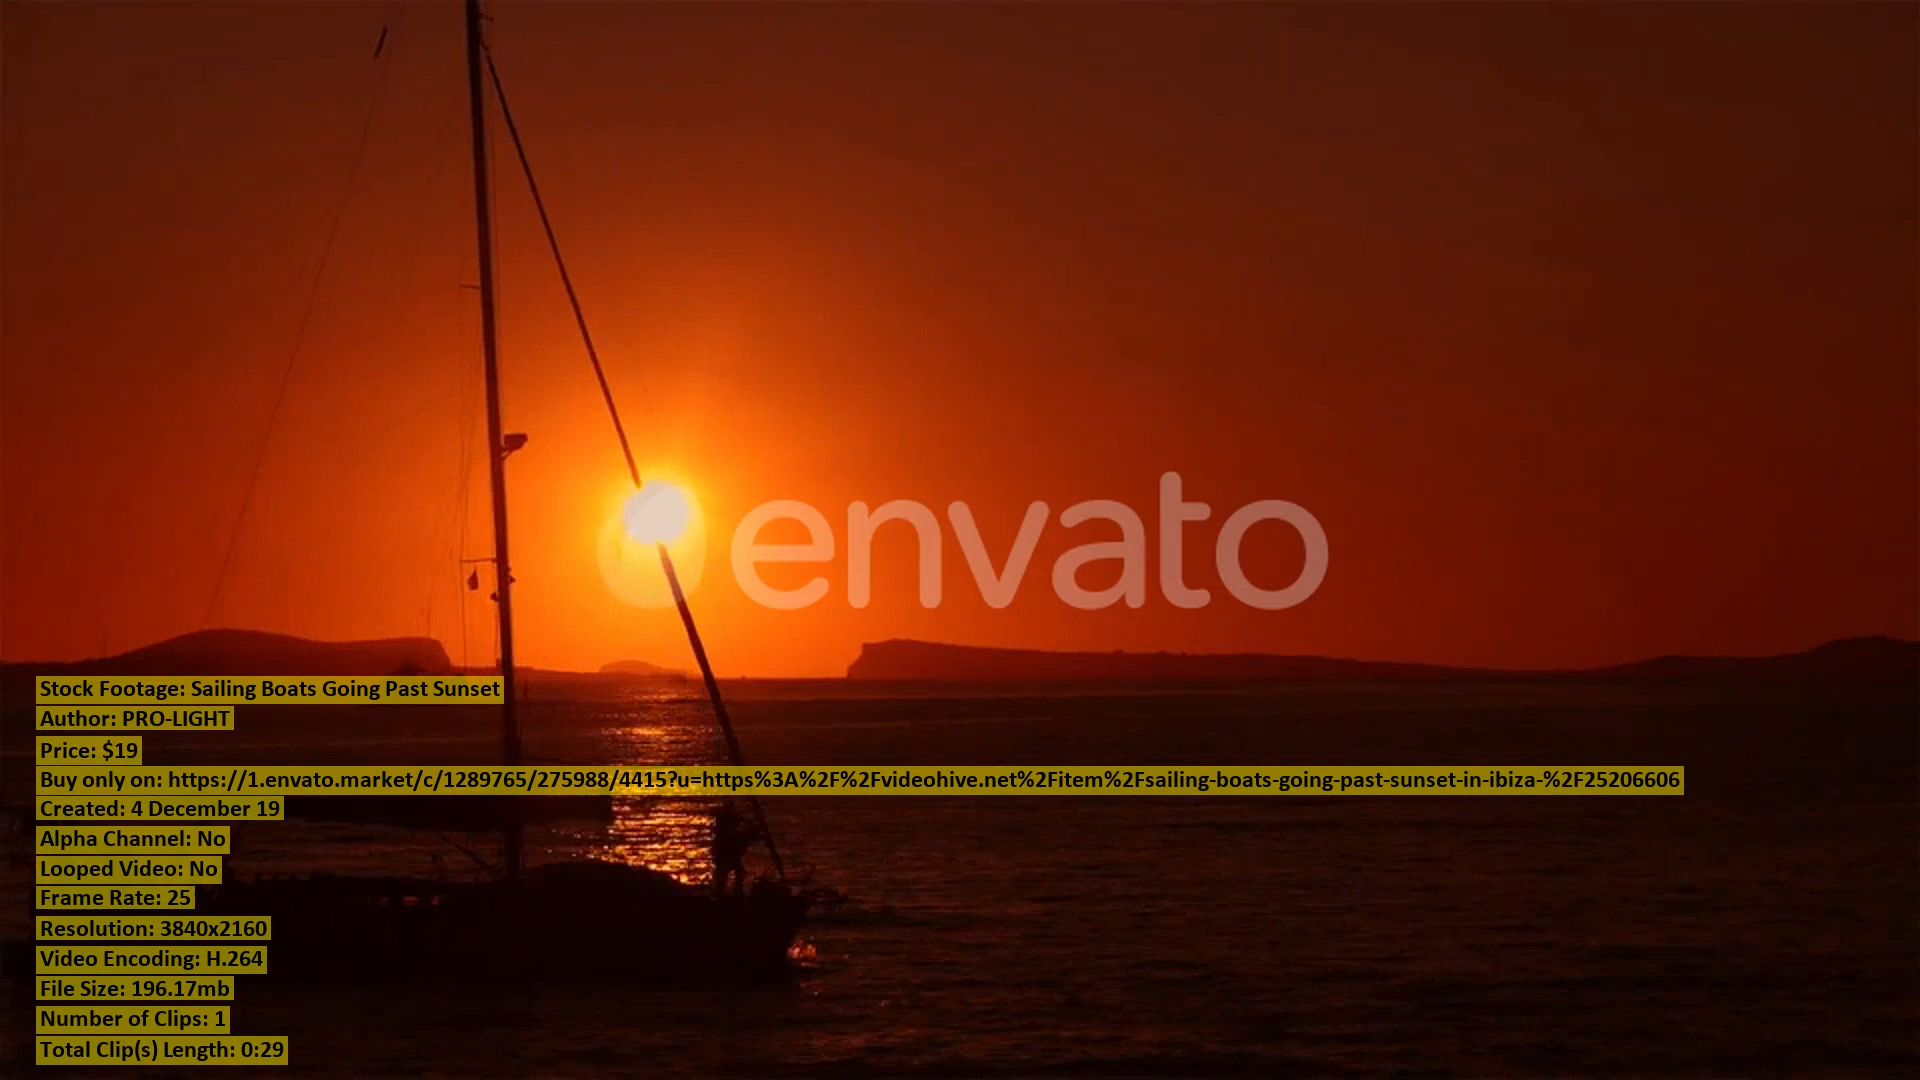 envato
Stock Footage: Sailing Boats Going Past Sunset
Author: PRO-LIGHT
Price: $19
Buy only on: https://1.envato.market/c/1289765/275988/4415?u=https%3A%2F%2Fvideohive.net%2Fitem%2Fsailing-boats-going-past-sunset-in-ibiza-%2F25206606
Created: 4 December 19
Alpha Channel: No
Looped Video: No
Frame Rate: 25
Resolution: 3840x2160
Video Encoding: H.264
File Size: 196.17mb
Number of Clips: 1
Total Clip(s) Length: 0:29